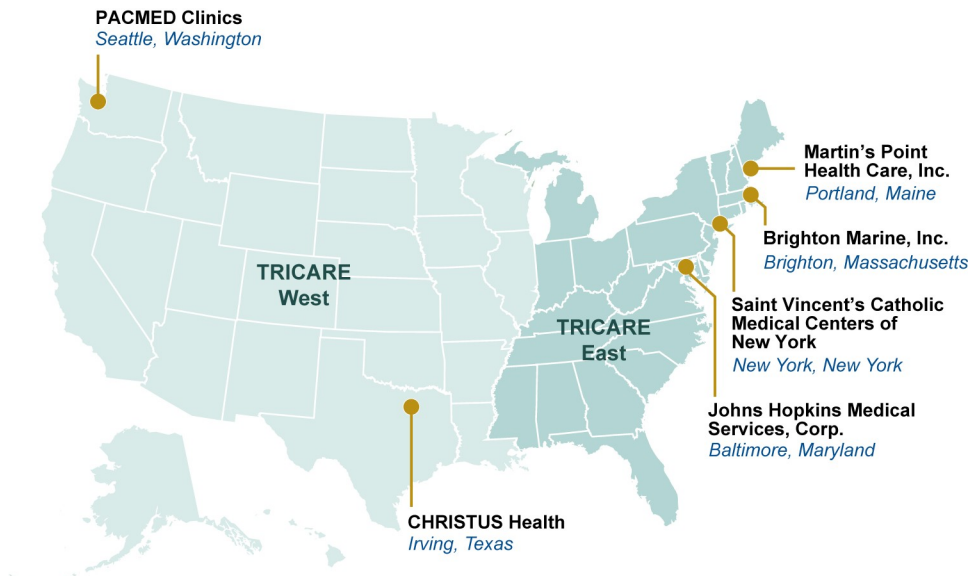 PACMED Clinics
Seattle, Washington
Martin’s Point
Health Care, Inc.
Portland, Maine
Brighton Marine, Inc.
Brighton, Massachusetts
TRICARE
West
Saint Vincent’s Catholic
Medical Centers of
New York
New York, New York
TRICARE
East
Johns Hopkins Medical
Services, Corp.
Baltimore, Maryland
CHRISTUS Health
Irving, Texas